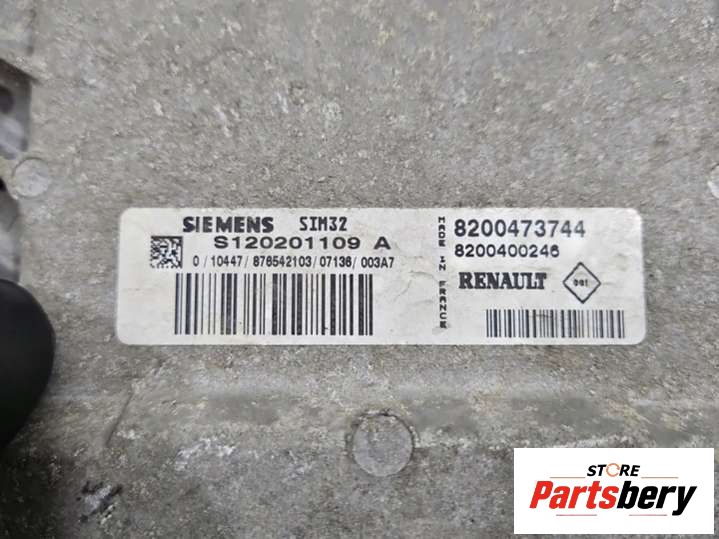 SIEMENS SIM32
S120201109 A
0/10447/876542103/07136/003A7
MADE IN FRANCE
8200473744
8200400246
RENAULT
STORE
Partsbery